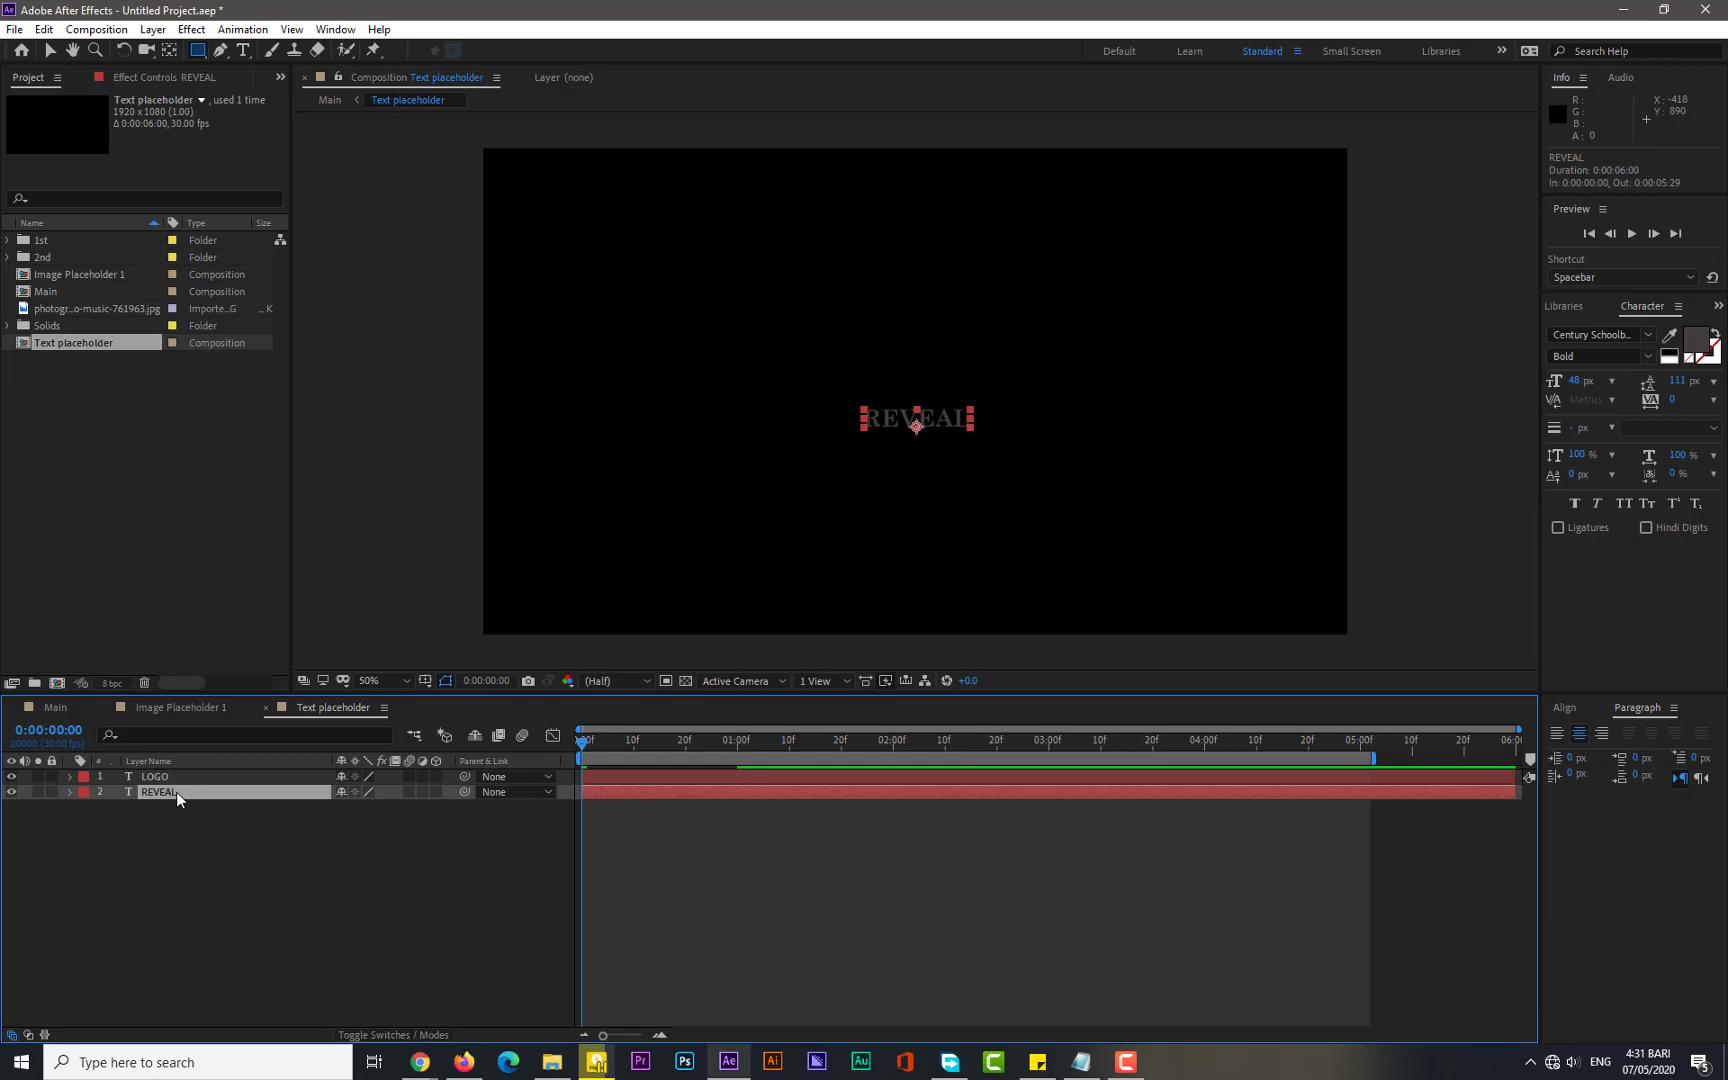 Adobe After Effects - Untitled Project.aep *
File Edit Composition Layer Effect Animation View Window Help
Default Learn Standard Small Screen Libraries Search Help
Project Effect Controls REVEAL
Composition Text placeholder Layer (none)
Main Text placeholder
Text placeholder , used 1 time
1920 x 1080 (1.00)
Δ 0:00:06:00, 30.00 fps
Name Type Size
1st Folder
2nd Folder
Image Placeholder 1 Composition
Main Composition
photogr...o-music-761963.jpg Importe...G ... K
Solids Folder
Text placeholder Composition
8 bpc
REVEAL
50% 0:00:00:00 (Half) Active Camera 1 View +0.0
Info Audio
R: X: -418
G: Y: 890
B:
A: 0
REVEAL
Duration: 0:00:06:00
In: 0:00:00:00, Out: 0:00:05:29
Preview
Shortcut
Spacebar
Libraries Character
Century Schoolb...
Bold
48 px 111 px
Metrics 0
- px
100 % 100 %
0 px 0 %
Ligatures Hindi Digits
Main Image Placeholder 1 Text placeholder
0:00:00:00
00000 (30.00 fps)
# Layer Name fx Parent & Link
1 T LOGO None
2 T REVEAL None
:00f 10f 20f 01:00f 10f 20f 02:00f 10f 20f 03:00f 10f 20f 04:00f 10f 20f 05:00f 10f 20f 06:00
Toggle Switches / Modes
Align Paragraph
0 px 0 px 0 px
0 px 0 px
Type here to search
ENG
4:31 BARI
07/05/2020
5